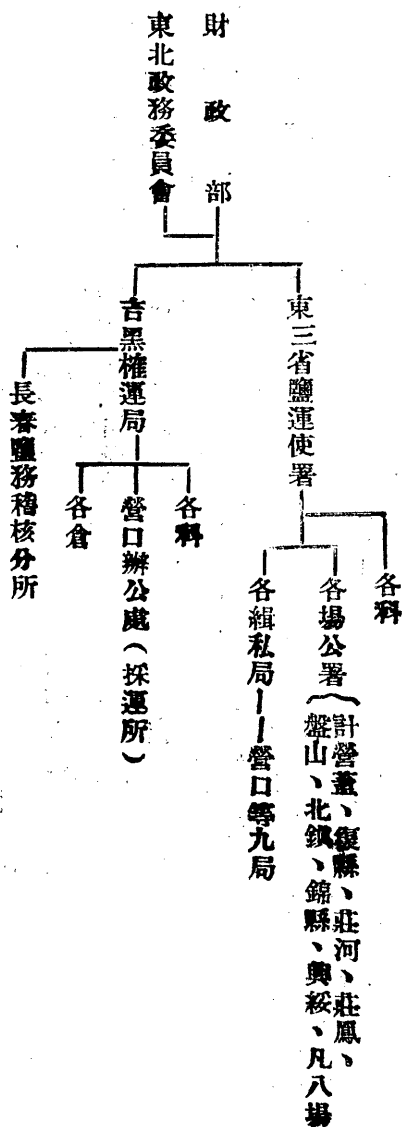 財政部
東北政務委員會
東三省鹽運使署
各科
各場公署（計營蓋、復縣、莊河、莊鳳、
盤山、北鎮、錦縣、興綏、凡八場
各緝私局——營口等九局
吉黑榷運局
各科
營口辦公處（採運所）
各倉
長春鹽務稽核分所